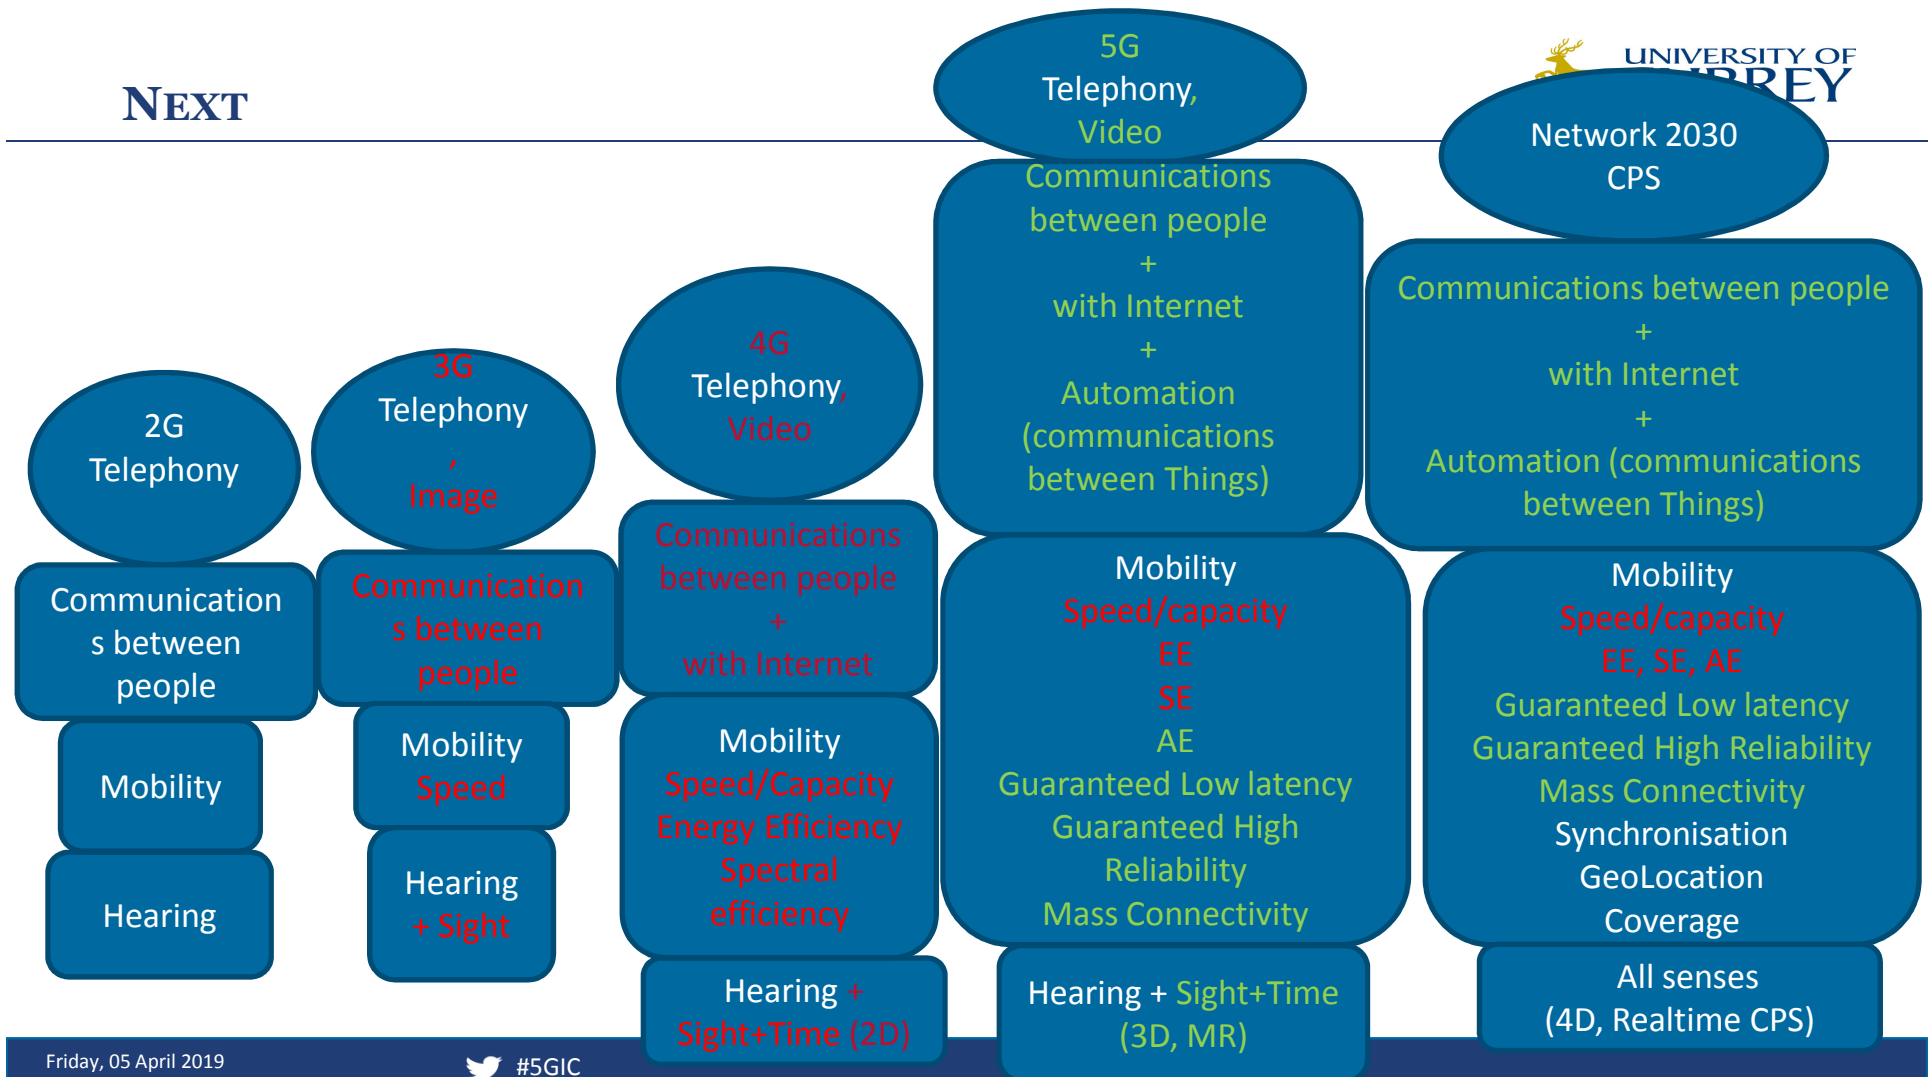 NEXT
UNIVERSITY OF
2G
Telephony
Communication
s between
people
Mobility
Hearing
3G
Telephony
,
Image
Communication
s between
people
Mobility
Speed
Hearing
+ Sight
4G
Telephony,
Video
Communications
between people
+
with Internet
Mobility
Speed/Capacity
Energy Efficiency
Spectral
efficiency
Hearing +
Sight+Time (2D)
5G
Telephony,
Video
Communications
between people
+
with Internet
+
Automation
(communications
between Things)
Mobility
Speed/capacity
EE
SE
AE
Guaranteed Low latency
Guaranteed High
Reliability
Mass Connectivity
Hearing + Sight+Time
(3D, MR)
Network 2030
CPS
Communications between people
+
with Internet
+
Automation (communications
between Things)
Mobility
Speed/capacity
EE, SE, AE
Guaranteed Low latency
Guaranteed High Reliability
Mass Connectivity
Synchronisation
GeoLocation
Coverage
All senses
(4D, Realtime CPS)
Friday, 05 April 2019
#5GIC